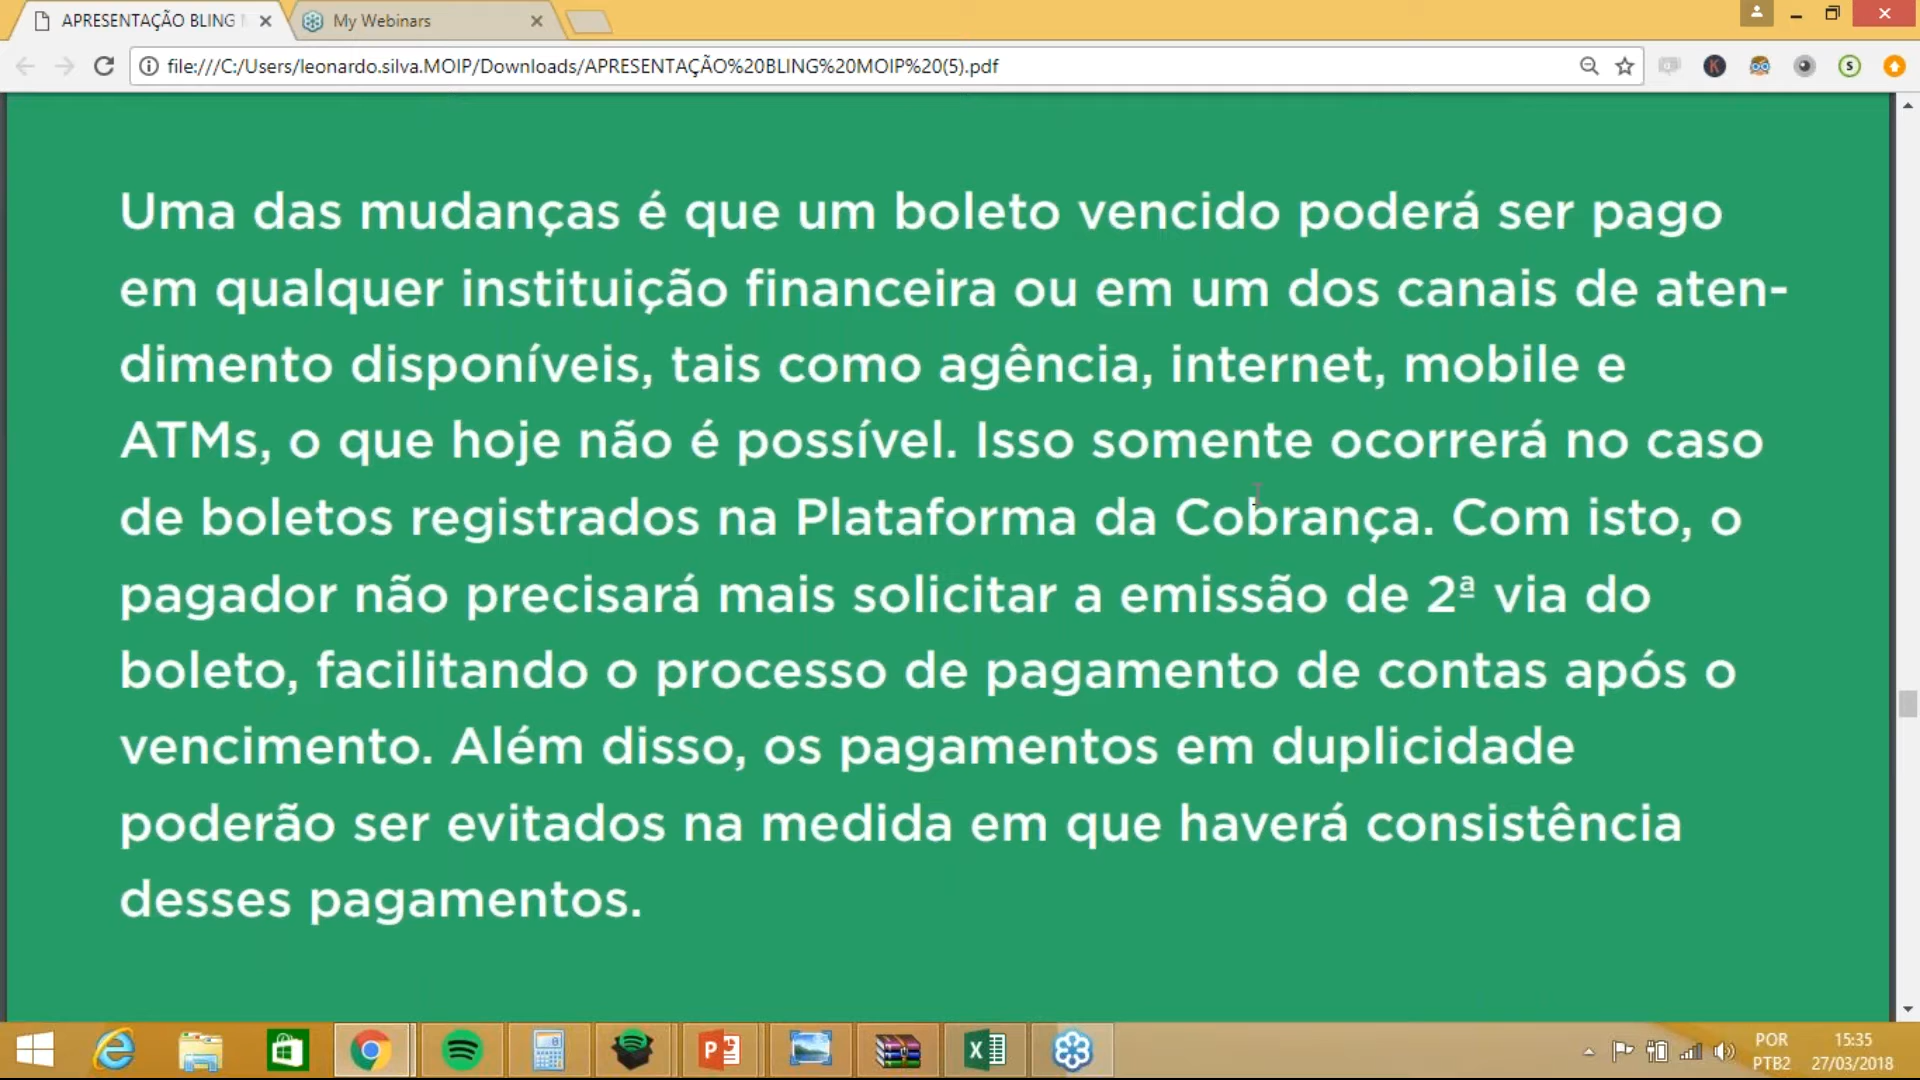 APRESENTAÇÃO BLING
My Webinars
file:///C:/Users/leonardo.silva.MOIP/Downloads/APRESENTAÇÃO%20BLING%20MOIP%20(5).pdf
Uma das mudanças é que um boleto vencido poderá ser pago
em qualquer instituição financeira ou em um dos canais de aten-
dimento disponíveis, tais como agência, internet, mobile e
ATMs, o que hoje não é possível. Isso somente ocorrerá no caso
de boletos registrados na Plataforma da Cobrança. Com isto, o
pagador não precisará mais solicitar a emissão de 2ª via do
boleto, facilitando o processo de pagamento de contas após o
vencimento. Além disso, os pagamentos em duplicidade
poderão ser evitados na medida em que haverá consistência
desses pagamentos.
POR 15:35
PTB2 27/03/2018